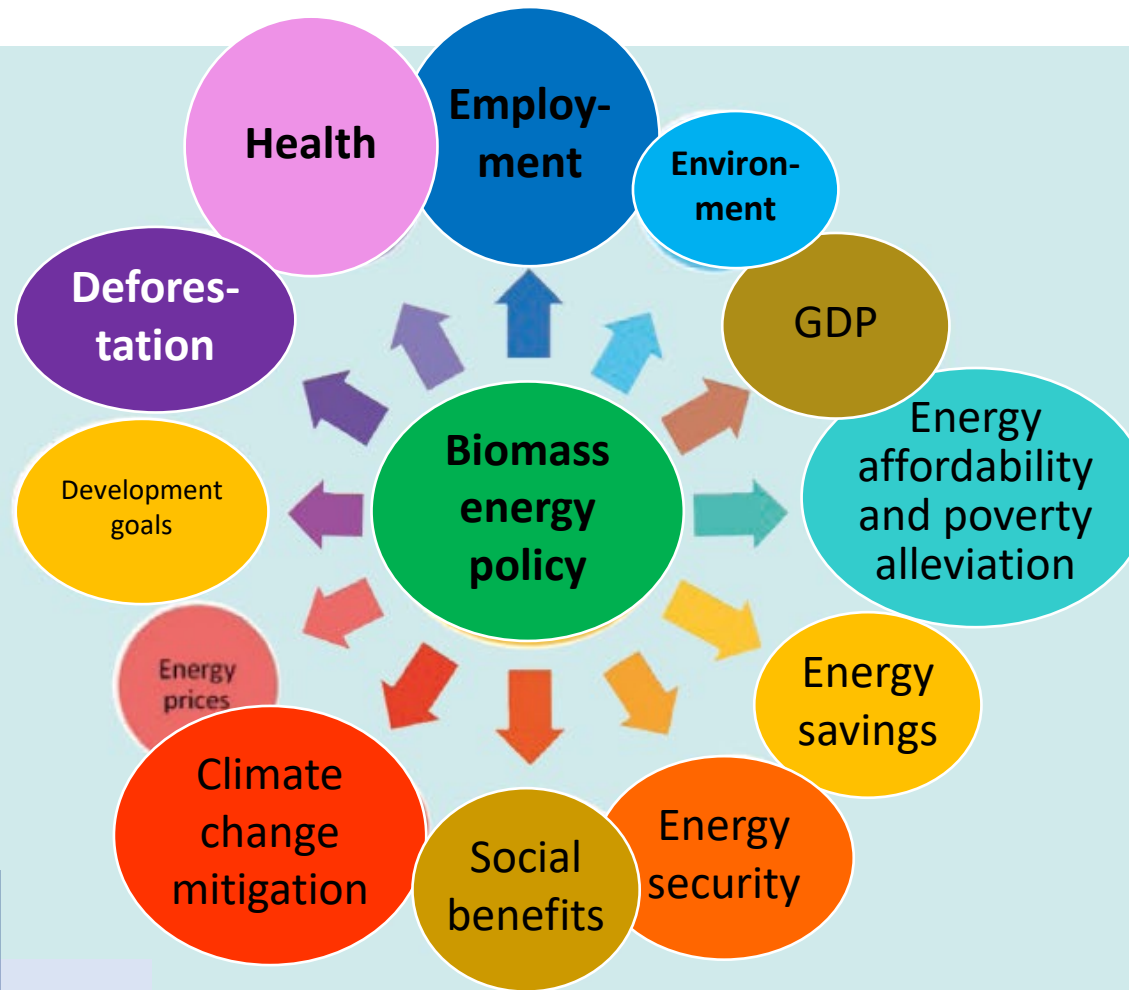 Health
Employ-
ment
Environ-
ment
GDP
Energy
affordability
and poverty
alleviation
Energy
savings
Energy
security
Social
benefits
Climate
change
mitigation
Energy
prices
Development
goals
Defores-
tation
Biomass
energy
policy